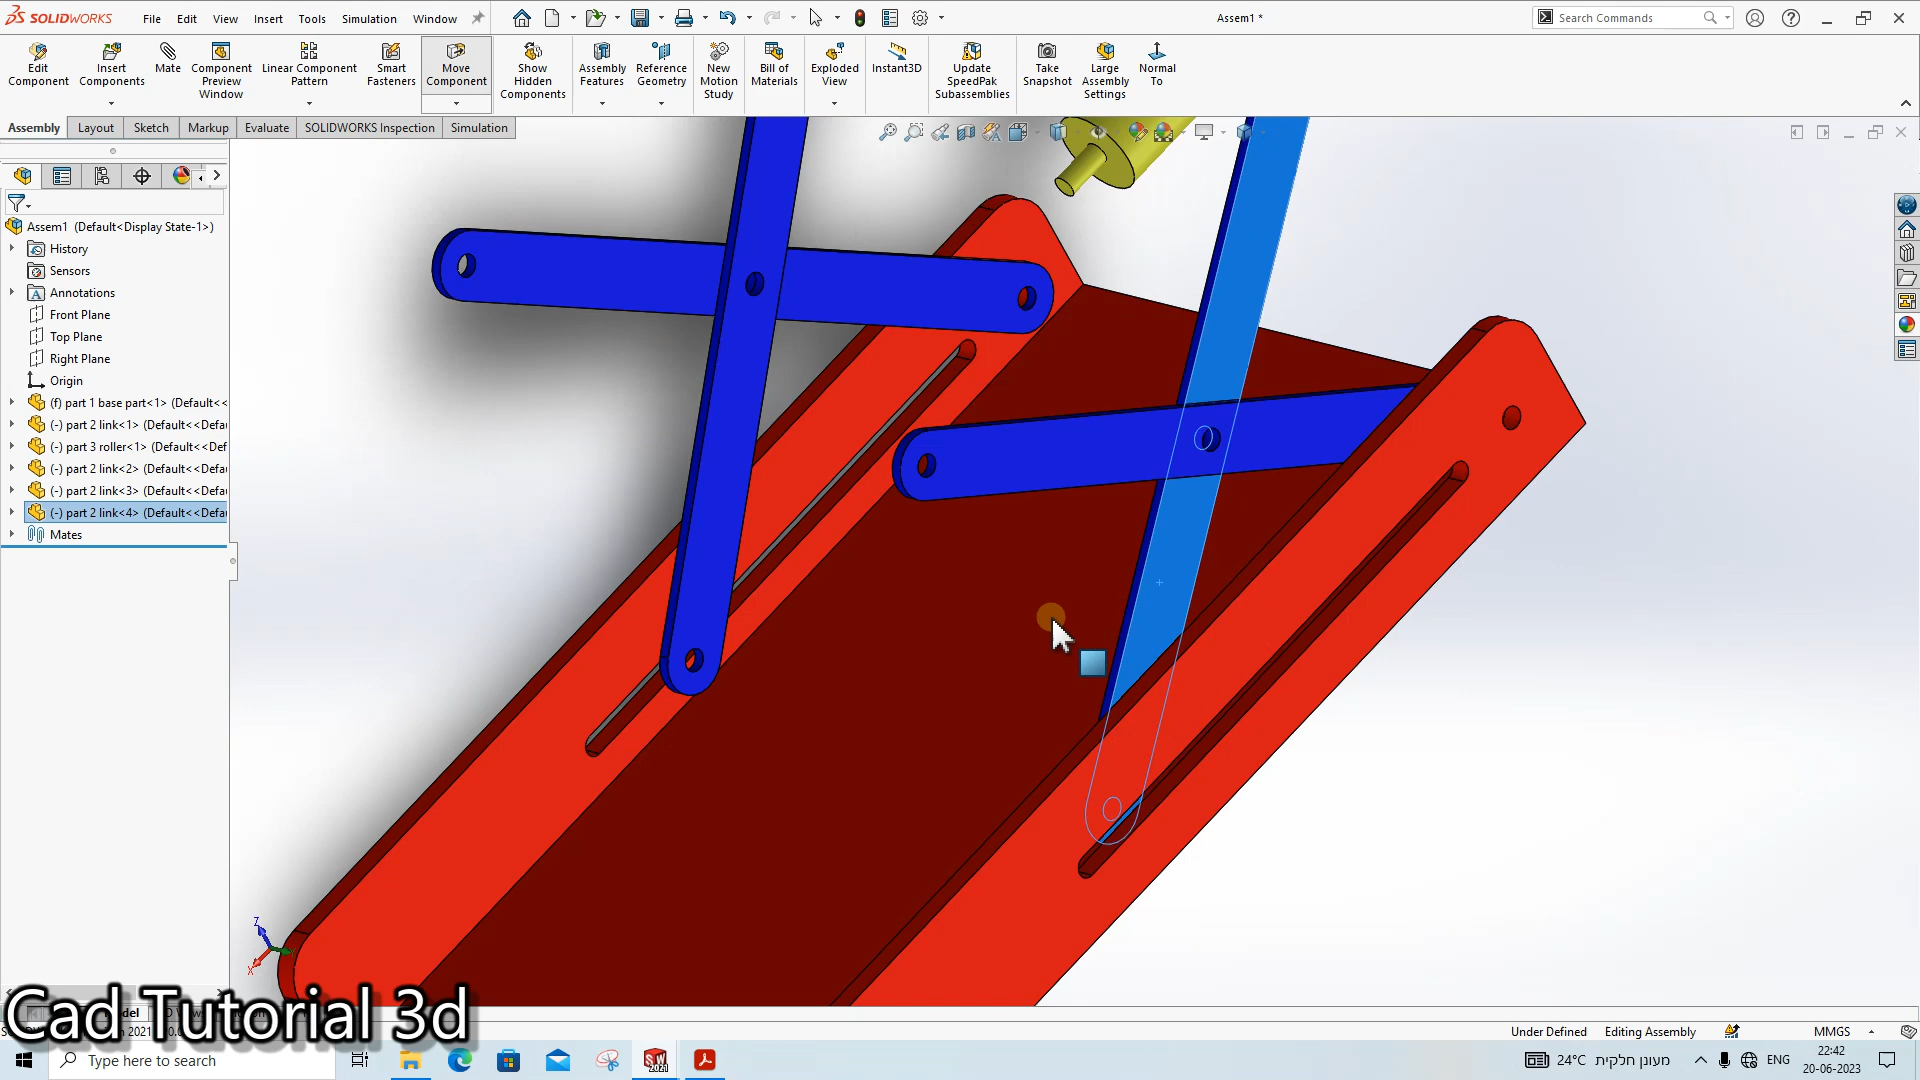 SOLIDWORKS File Edit View Insert Tools Simulation Window Assem1 * Search Commands
Edit Component
Insert Components
Mate
Component Preview Window
Linear Component Pattern
Smart Fasteners
Move Component
Show Hidden Components
Assembly Features
Reference Geometry
New Motion Study
Bill of Materials
Exploded View
Instant3D
Update SpeedPak Subassemblies
Take Snapshot
Large Assembly Settings
Normal To
Assembly Layout Sketch Markup Evaluate SOLIDWORKS Inspection Simulation
Assem1 (Default<Display State-1>)
History
Sensors
Annotations
Front Plane
Top Plane
Right Plane
Origin
(f) part 1 base part<1> (Default<<
(-) part 2 link<1> (Default<<Defau
(-) part 3 roller<1> (Default<<Def
(-) part 2 link<2> (Default<<Defau
(-) part 2 link<3> (Default<<Defau
(-) part 2 link<4> (Default<<Defau
Mates
Z
X
Cad Tutorial 3d
Under Defined Editing Assembly MMGS
Type here to search
24°C מעונן חלקית ENG 22:42
20-06-2023